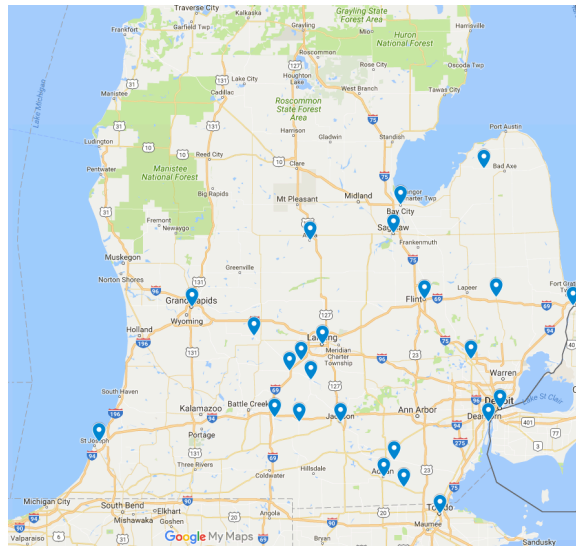 Traverse City
Kalkaska
Grayling State
Forest Area
Harrisville
Frankfort
Garfield Twp
Grayling
Mio
Huron
National Forest
Roscommon
Rose City
Oscoda Twp
Lake Michigan
Manistee
Lake City
Cadillac
Houghton
Lake
West Branch
Tawas City
Roscommon
State Forest
Area
Harrison
Gladwin
Standish
Port Austin
Ludington
Pentwater
Manistee
National Forest
Reed City
Clare
Bad Axe
Big Rapids
Mt Pleasant
Midland
Bay City
Fremont
Newaygo
Frankenmuth
Muskegon
Norton Shores
Greenville
Lapeer
Flint
Grand Rapids
Wyoming
Holland
Lansing
Meridian
Charter
Township
Warren
Detroit
Lake St Clair
South Haven
Kalamazoo
Battle Creek
Jackson
Ann Arbor
Dearborn
Portage
St Joseph
Three Rivers
Coldwater
Hillsdale
Adrian
Michigan City
South Bend
Mishawaka
Elkhart
Goshen
Angola
Toledo
Maumee
Valparaiso
Bryan
Sandusky
Google My Maps